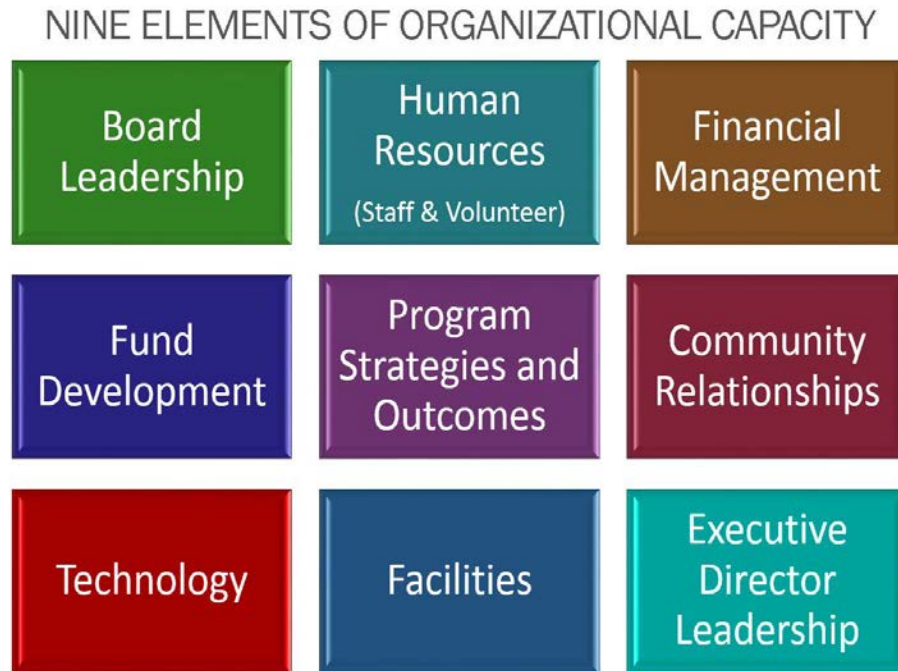 NINE ELEMENTS OF ORGANIZATIONAL CAPACITY
Board
Leadership
Human
Resources
(Staff & Volunteer)
Financial
Management
Fund
Development
Program
Strategies and
Outcomes
Community
Relationships
Technology
Facilities
Executive
Director
Leadership